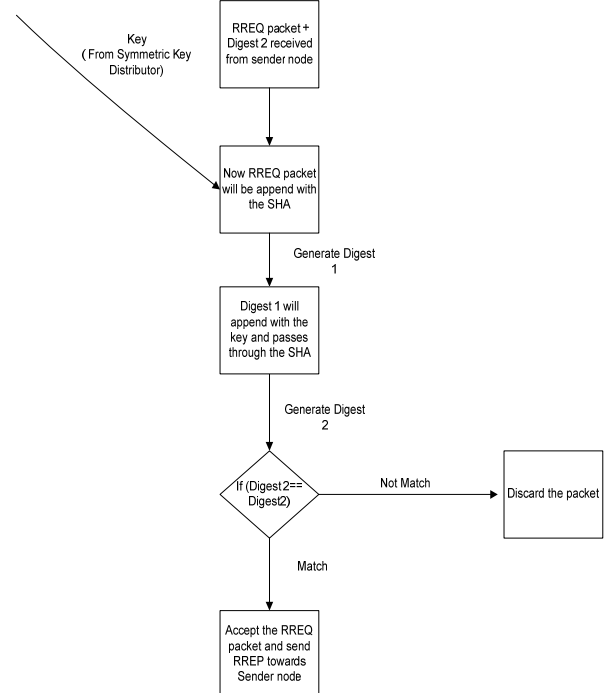 RREQ packet +
Digest 2 received
from sender node
Key
( From Symmetric Key
Distributor)
Now RREQ packet
will be append with
the SHA
Generate Digest
1
Digest 1 will
append with the
key and passes
through the SHA
Generate Digest
2
If (Digest2==
Digest2)
Not Match
Discard the packet
Match
Accept the RREQ
packet and send
RREP towards
Sender node